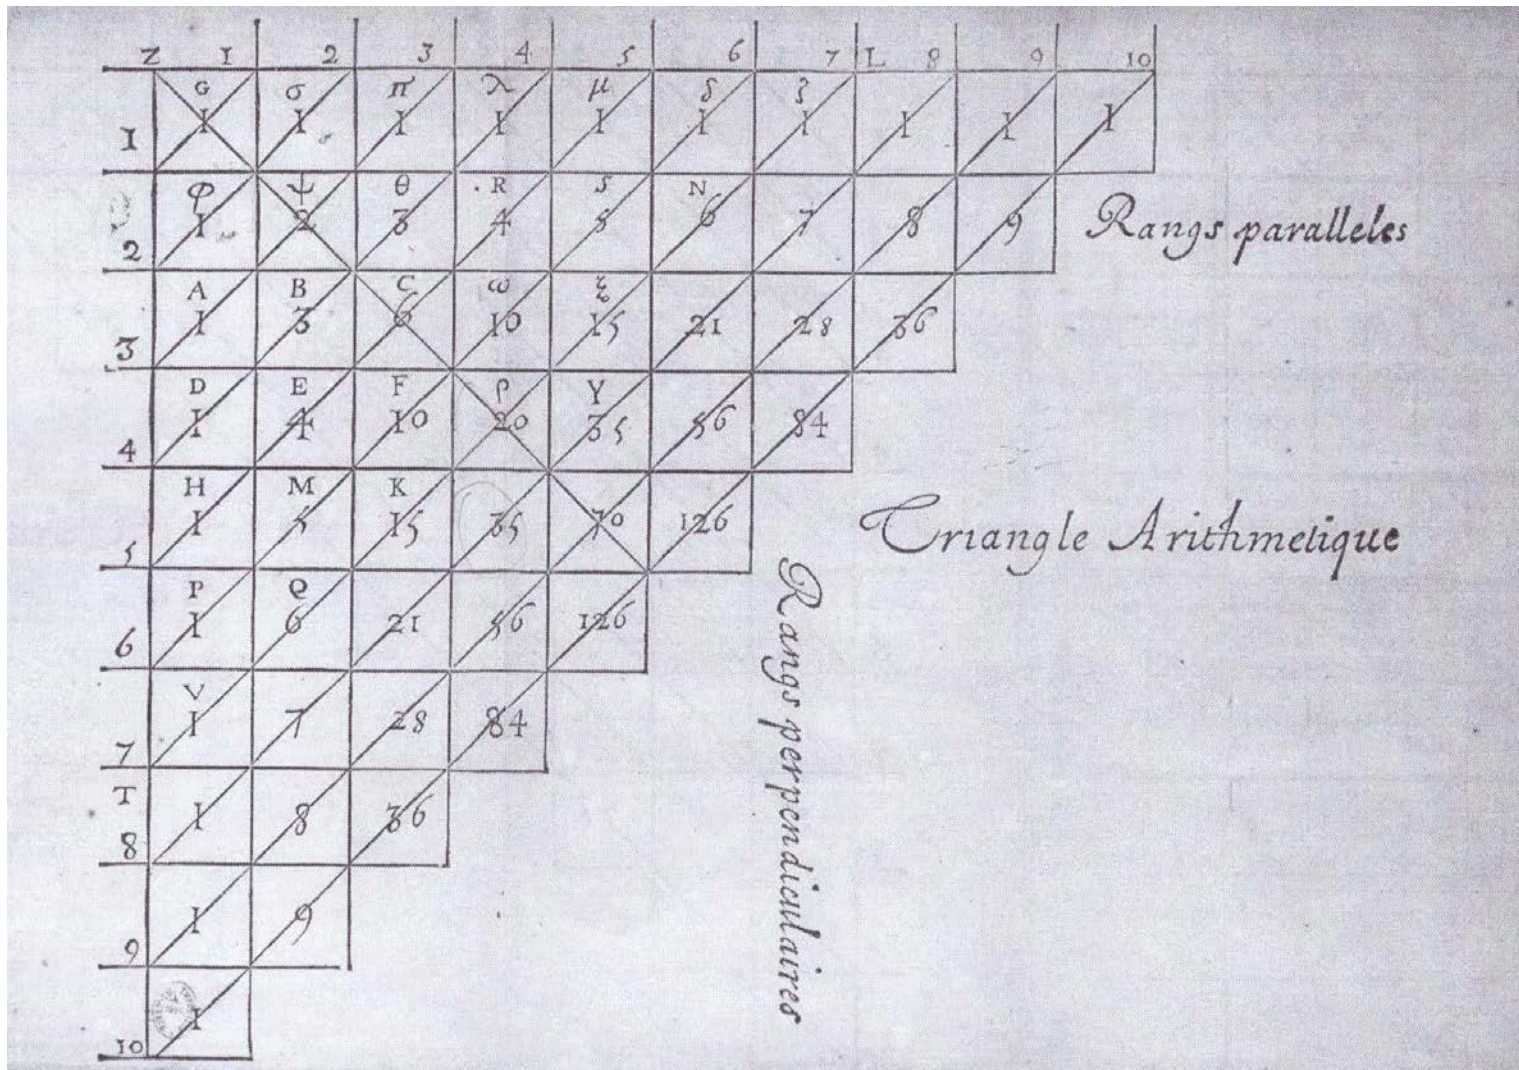 Z 1 2 3 4 5 6 7 L 8 9 10
G σ π λ μ δ ζ
1 1 1 1 1 1 1 1 1 1 1
φ ψ θ R S N
1 2 3 4 5 6 7 8 9
Rangs paralleles
2
A B C ω ξ
1 3 6 10 15 21 28 36
3
D E F ρ Y
1 4 10 20 35 56 84
4
H M K
1 5 15 35 70 126
Triangle Arithmetique
5
P Q
1 6 21 56 126
6
V
1 7 28 84
7
T
1 8 36
8
1 9
9
1
10
Rangs perpendiculaires